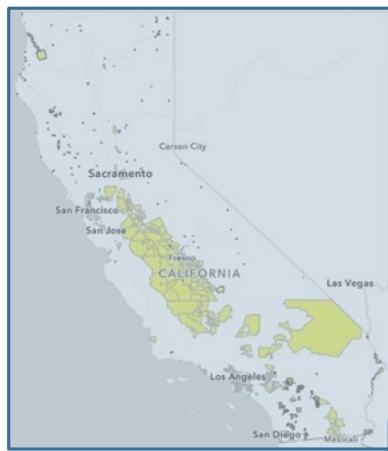 Carson City
Sacramento
San Francisco
San Jose
Fresno
CALIFORNIA
Las Vegas
Los Angeles
San Diego
Mexicali